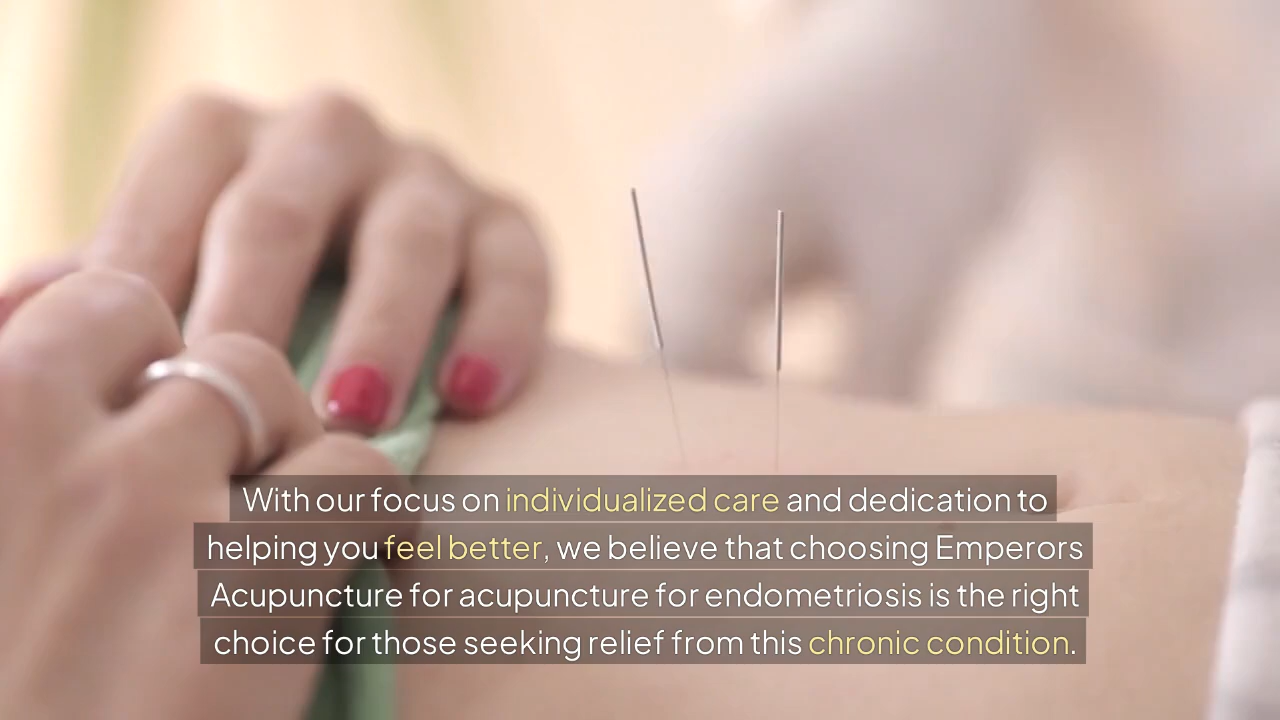 With our focus on individualized care and dedication to
helping you feel better, we believe that choosing Emperors
Acupuncture for acupuncture for endometriosis is the right
choice for those seeking relief from this chronic condition.